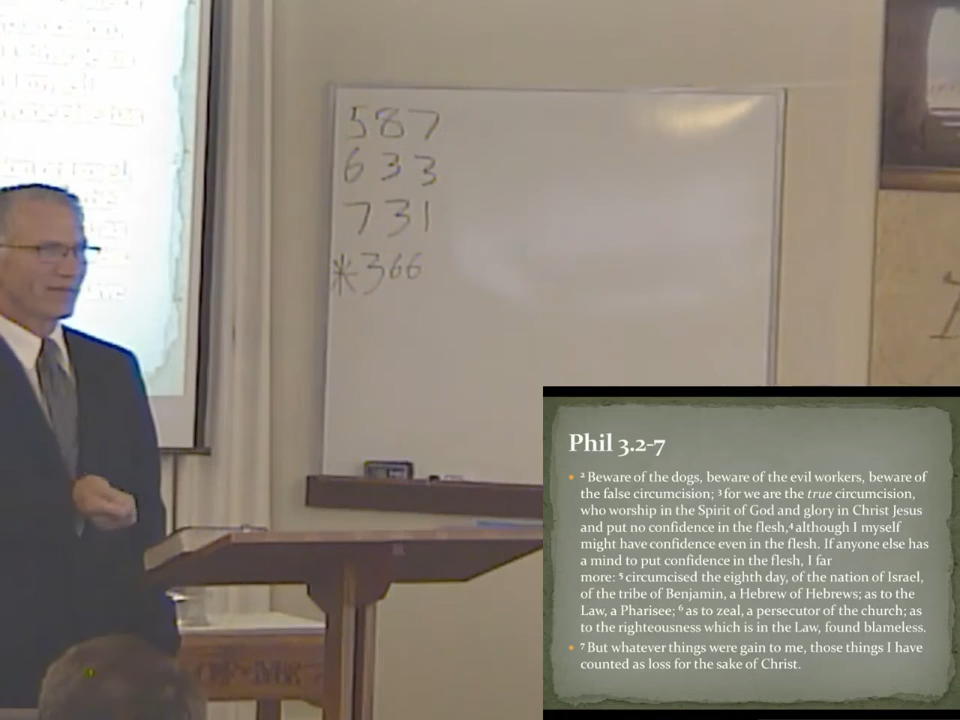 587
633
731
*366
Phil 3.2-7
• 2 Beware of the dogs, beware of the evil workers, beware of
the false circumcision; 3 for we are the true circumcision,
who worship in the Spirit of God and glory in Christ Jesus
and put no confidence in the flesh,4 although I myself
might have confidence even in the flesh. If anyone else has
a mind to put confidence in the flesh, I far
more: 5 circumcised the eighth day, of the nation of Israel,
of the tribe of Benjamin, a Hebrew of Hebrews; as to the
Law, a Pharisee; 6 as to zeal, a persecutor of the church; as
to the righteousness which is in the Law, found blameless.
• 7 But whatever things were gain to me, those things I have
counted as loss for the sake of Christ.